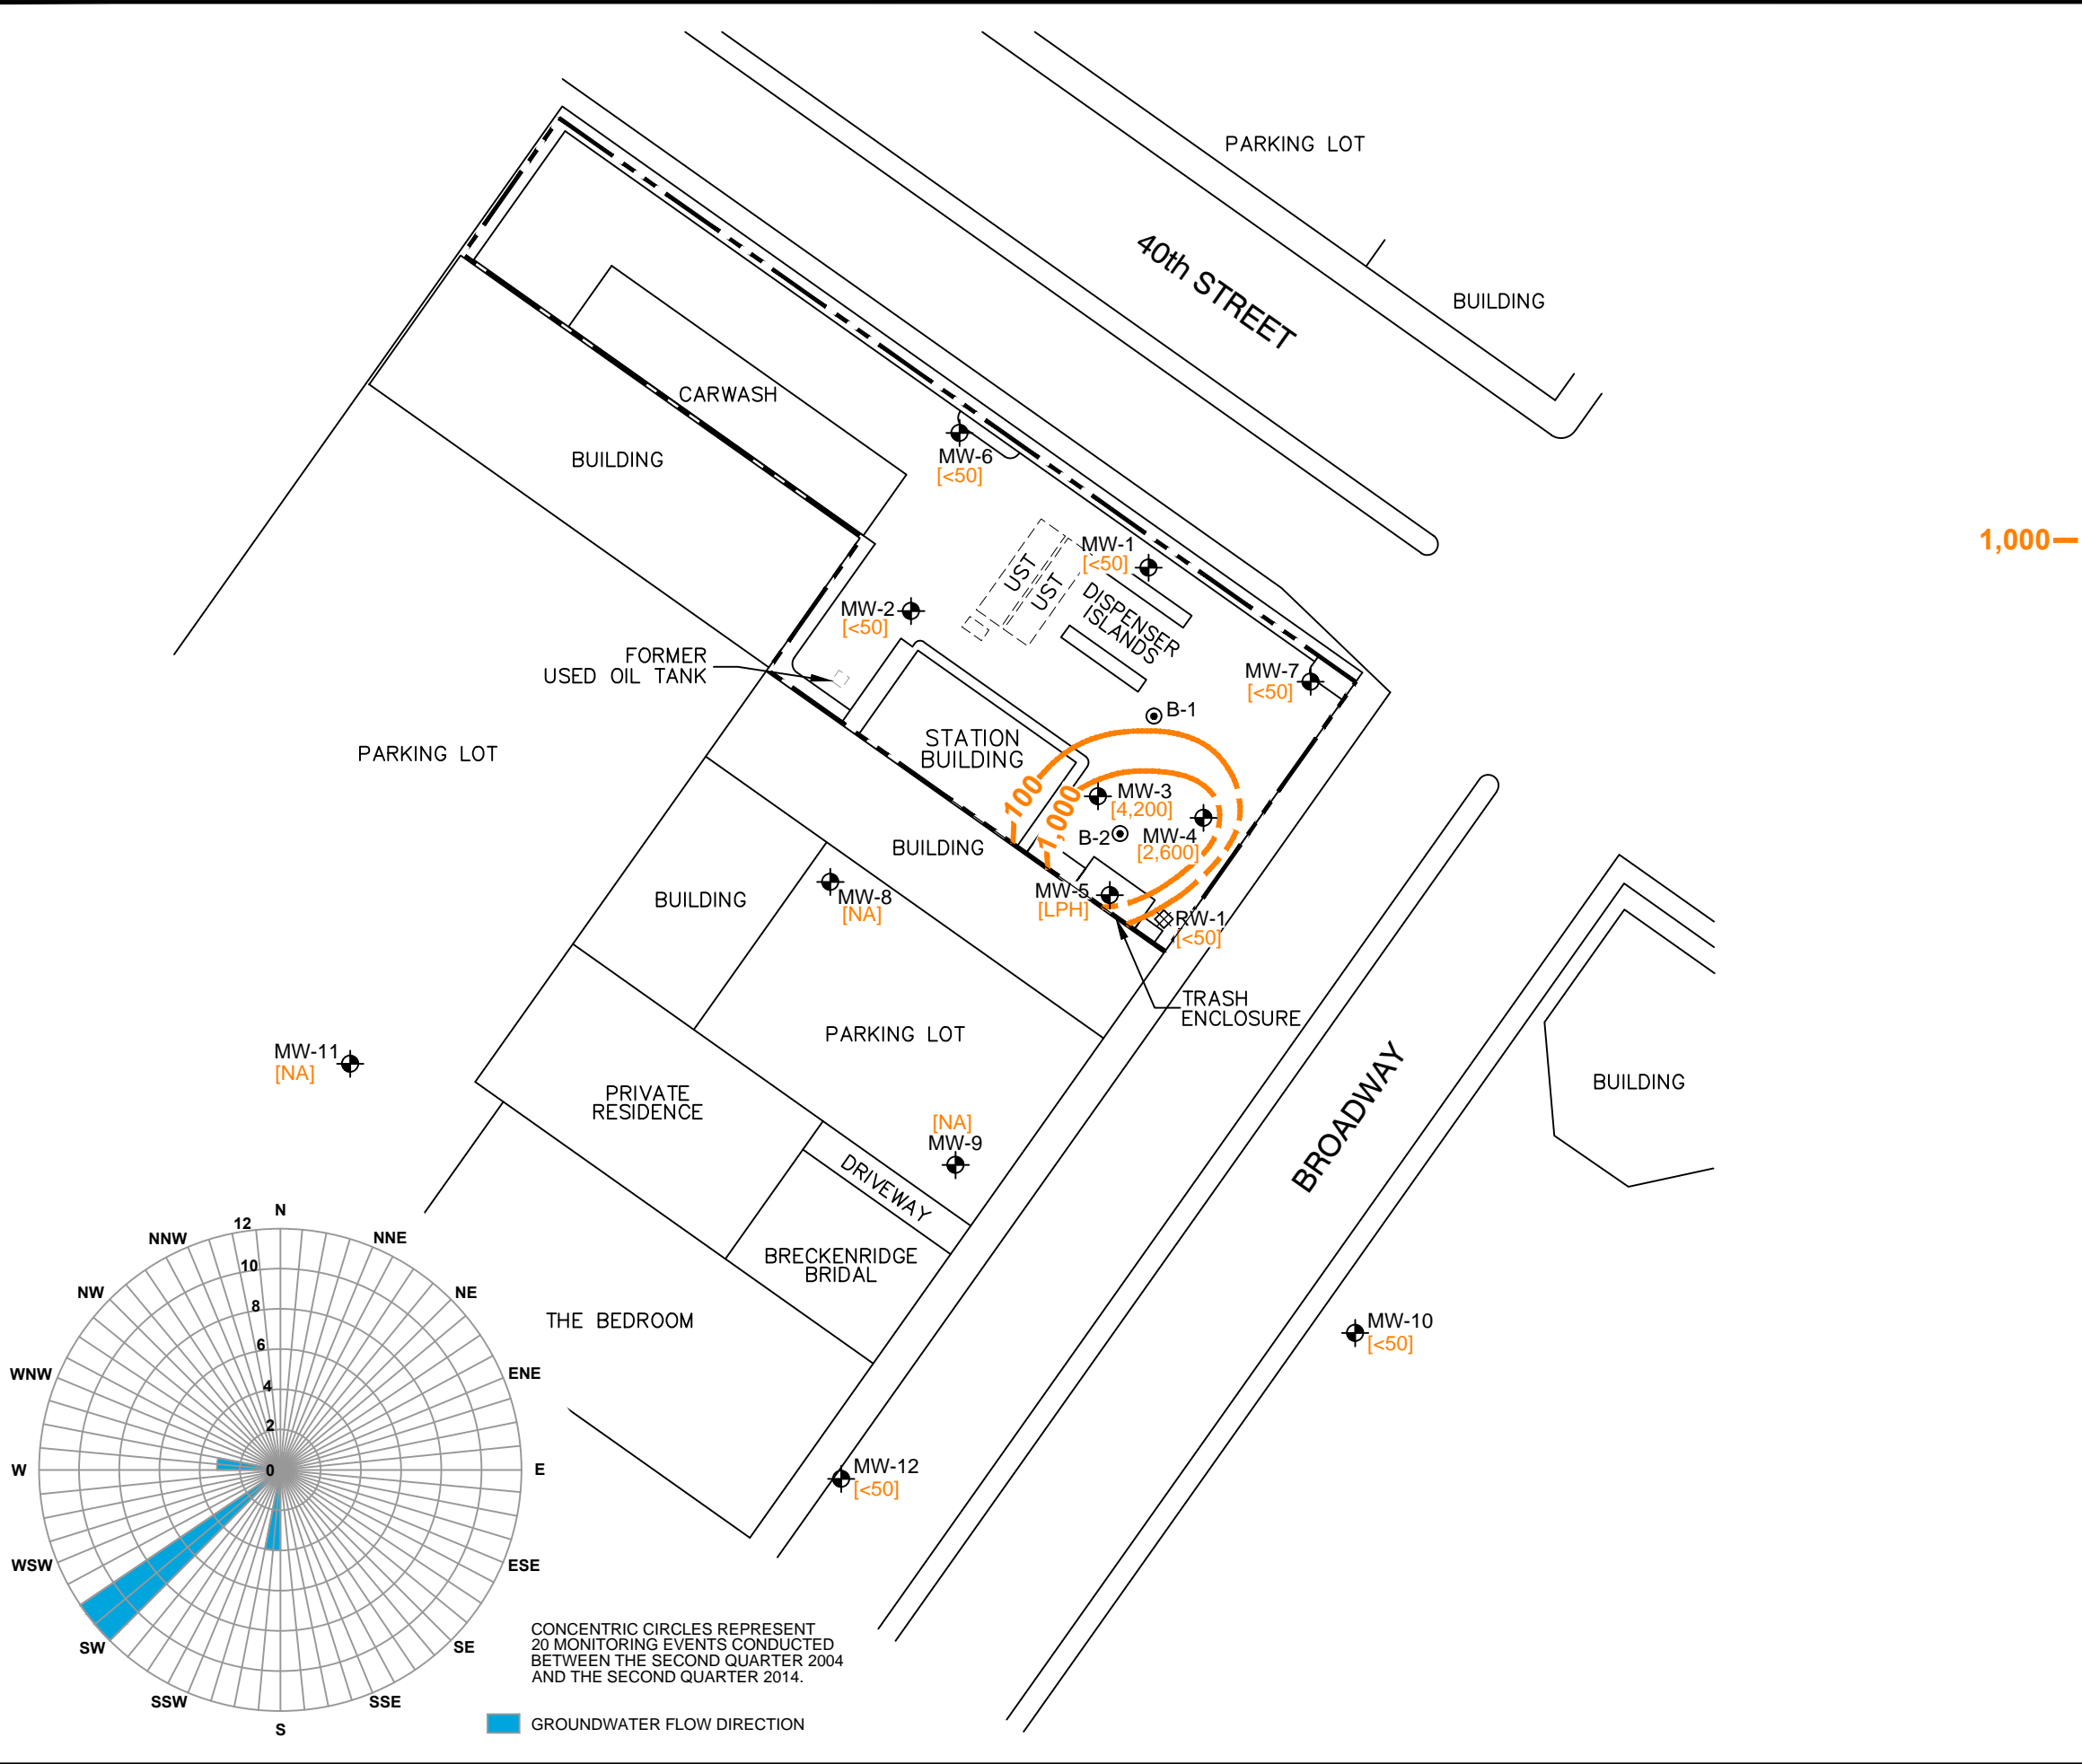 PARKING LOT
40th STREET
BUILDING
1,000
CARWASH
BUILDING
MW-6
[<50]
MW-1
[<50]
UST
UST
DISPENSER
ISLANDS
MW-2
[<50]
FORMER
USED OIL TANK
MW-7
[<50]
B-1
STATION
BUILDING
PARKING LOT
100
1,000
MW-3
[4,200]
B-2
MW-4
[2,600]
BUILDING
BUILDING
MW-8
[NA]
MW-5
[LPH]
RW-1
[<50]
TRASH
ENCLOSURE
PARKING LOT
MW-11
[NA]
PRIVATE
RESIDENCE
[NA]
MW-9
BROADWAY
BUILDING
DRIVEWAY
BRECKENRIDGE
BRIDAL
THE BEDROOM
MW-10
[<50]
MW-12
[<50]
N
NNE
NE
ENE
E
ESE
SE
SSE
S
SSW
SW
WSW
W
WNW
NW
NNW
12
10
8
6
4
2
0
CONCENTRIC CIRCLES REPRESENT
20 MONITORING EVENTS CONDUCTED
BETWEEN THE SECOND QUARTER 2004
AND THE SECOND QUARTER 2014.
GROUNDWATER FLOW DIRECTION